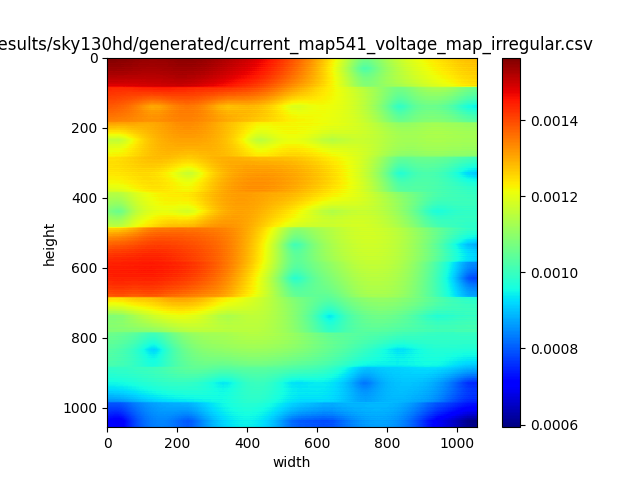 esults/sky130hd/generated/current_map541_voltage_map_irregular.csv
0
200
400
600
800
1000
height
0 200 400 600 800 1000
width
0.0014
0.0012
0.0010
0.0008
0.0006